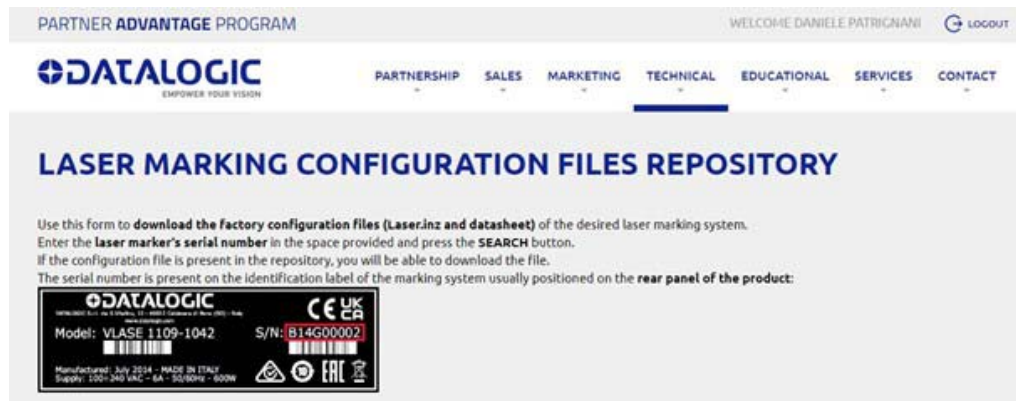 PARTNER ADVANTAGE PROGRAM
WELCOME DANIELE PATRIGNANI
LOGOUT
DATALOGIC
EMPOWER YOUR VISION
PARTNERSHIP SALES MARKETING TECHNICAL EDUCATIONAL SERVICES CONTACT
LASER MARKING CONFIGURATION FILES REPOSITORY
Use this form to download the factory configuration files (Laser.inz and datasheet) of the desired laser marking system.
Enter the laser marker's serial number in the space provided and press the SEARCH button.
If the configuration file is present in the repository, you will be able to download the file.
The serial number is present on the identification label of the marking system usually positioned on the rear panel of the product:
DATALOGIC
CE UK CA
Model: VLASE 1109-1042 S/N: B14G00002
Manufactured: July 2014 - MADE IN ITALY
Supply: 100÷240 VAC - 6A - 50/60Hz - 600W
EAC